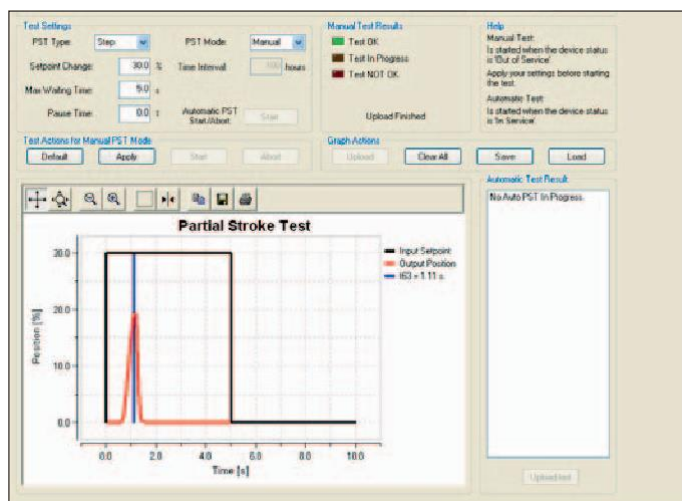 Test Settings
PST Type: Step PST Mode: Manual
Setpoint Change: 30.0 % Time Interval: hours
Max Waiting Time: 5.0 s
Pause Time: 0.0 Automatic PST Start/Abort: Start
Test Actions for Manual PST Mode
Default Apply Start Abort
Manual Test Results
Test OK
Test In Progress
Test NOT OK
Upload Finished
Help
Manual Test:
Is started when the device status
is 'Out of Service'
Apply your settings before starting
the test.
Automatic Test:
Is started when the device status
is 'In Service'
Graph Actions
Upload Clear All Save Load
Partial Stroke Test
Position [%]
30.0
20.0
10.0
0.0
0.0 2.0 4.0 6.0 8.0 10.0
Time [s]
Input Setpoint
Output Position
t63 = 1.11 s
Automatic Test Result
No Auto PST In Progress
Upload test